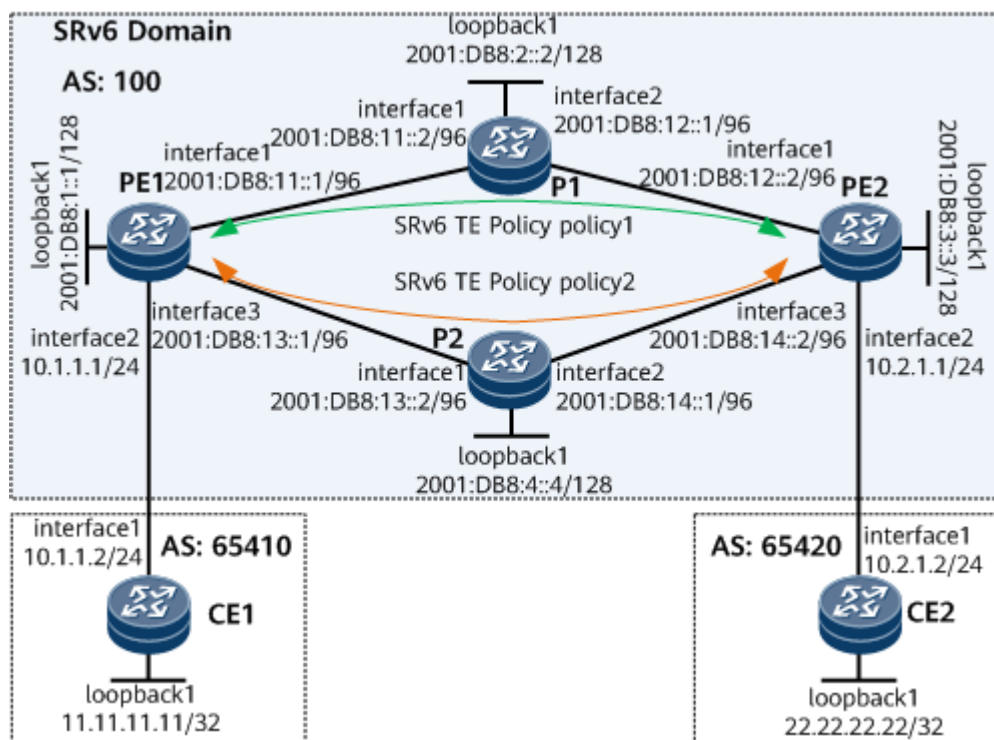 SRv6 Domain
AS: 100
loopback1
2001:DB8:2::2/128
interface1
2001:DB8:11::2/96
interface2
2001:DB8:12::1/96
P1
loopback1
2001:DB8:1::1/128
PE1
interface1
2001:DB8:11::1/96
interface1
2001:DB8:12::2/96
PE2
loopback1
2001:DB8:3::3/128
SRv6 TE Policy policy1
SRv6 TE Policy policy2
interface2
10.1.1.1/24
interface3
2001:DB8:13::1/96
P2
interface1
2001:DB8:13::2/96
interface2
2001:DB8:14::1/96
interface3
2001:DB8:14::2/96
interface2
10.2.1.1/24
loopback1
2001:DB8:4::4/128
interface1
10.1.1.2/24
AS: 65410
CE1
loopback1
11.11.11.11/32
AS: 65420
interface1
10.2.1.2/24
CE2
loopback1
22.22.22.22/32